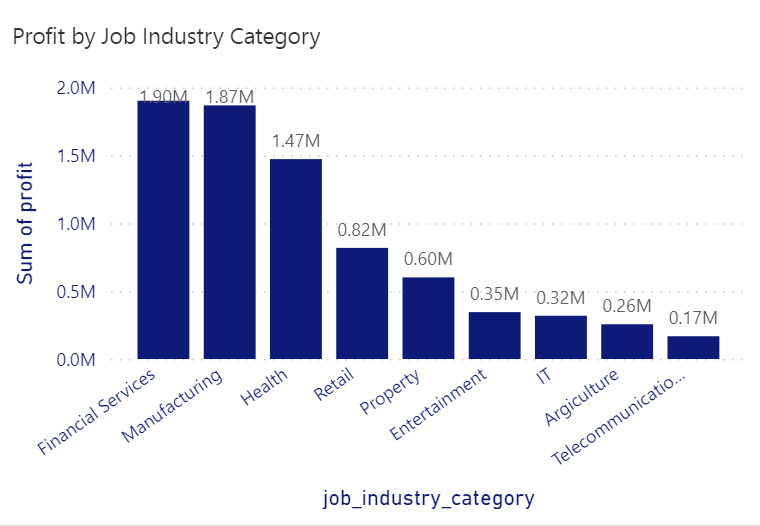 Profit by Job Industry Category
2.0M
1.5M
1.0M
0.5M
0.0M
Sum of profit
1.90M
1.87M
1.47M
0.82M
0.60M
0.35M
0.32M
0.26M
0.17M
Financial Services
Manufacturing
Health
Retail
Property
Entertainment
IT
Argiculture
Telecommunicatio...
job_industry_category